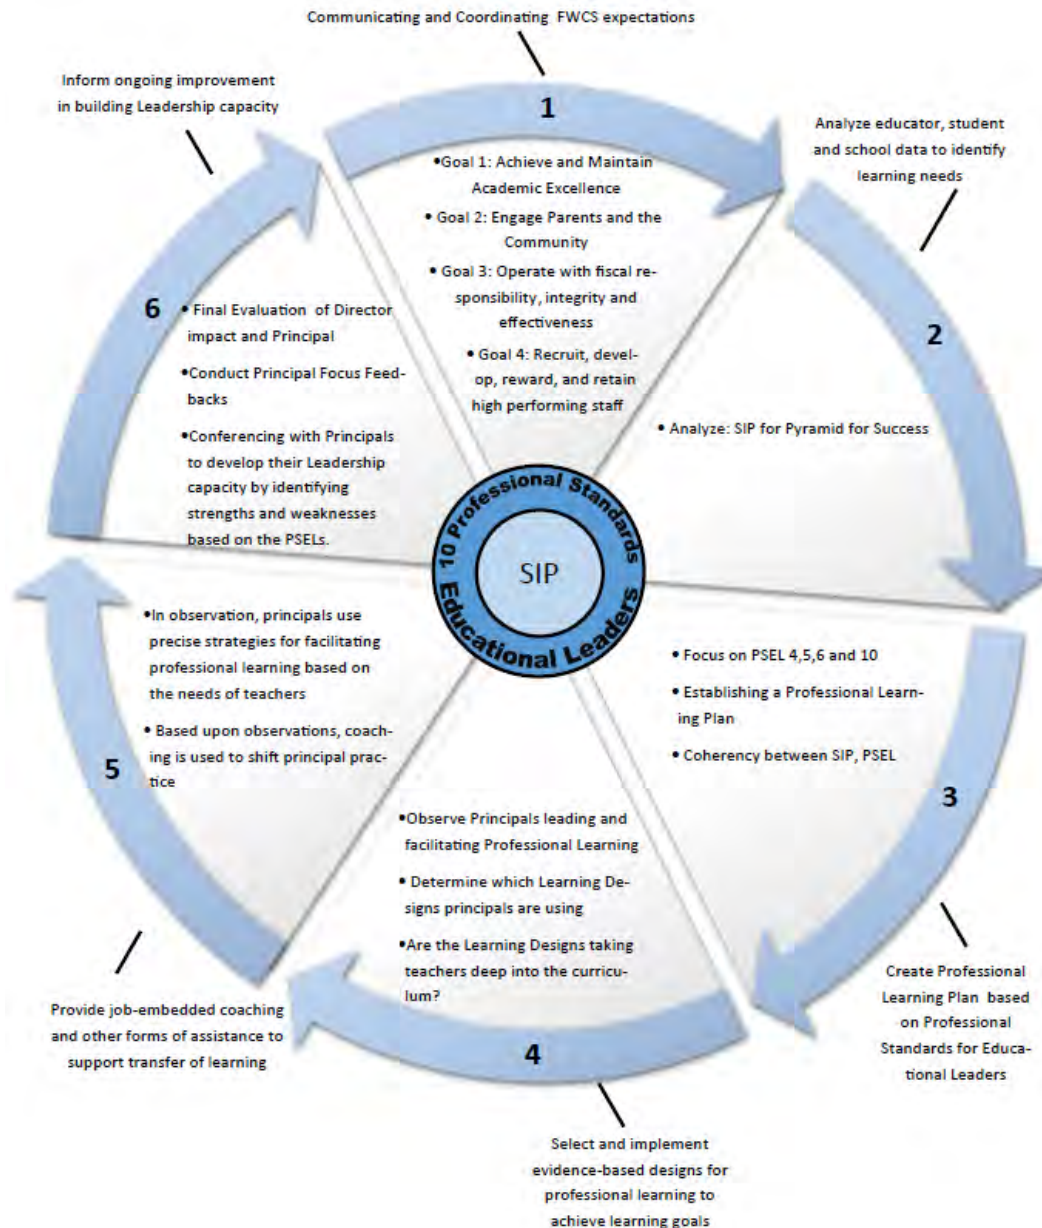 Communicating and Coordinating FWCS expectations
1
•Goal 1: Achieve and Maintain
Academic Excellence
• Goal 2: Engage Parents and the
Community
• Goal 3: Operate with fiscal re-
sponsibility, integrity and
effectiveness
• Goal 4: Recruit, devel-
op, reward, and retain
high performing staff
Analyze educator, student
and school data to identify
learning needs
2
• Analyze: SIP for Pyramid for Success
3
• Focus on PSEL 4,5,6 and 10
• Establishing a Professional Learn-
ing Plan
• Coherency between SIP, PSEL
Create Professional
Learning Plan based
on Professional
Standards for Educa-
tional Leaders
4
•Observe Principals leading and
facilitating Professional Learning
• Determine which Learning De-
signs principals are using
•Are the Learning Designs taking
teachers deep into the curricu-
lum?
Select and implement
evidence-based designs for
professional learning to
achieve learning goals
5
•In observation, principals use
precise strategies for facilitating
professional learning based on
the needs of teachers
• Based upon observations, coach-
ing is used to shift principal prac-
tice
Provide job-embedded coaching
and other forms of assistance to
support transfer of learning
6
• Final Evaluation of Director
impact and Principal
• Conduct Principal Focus Feed-
backs
• Conferencing with Principals
to develop their Leadership
capacity by identifying
strengths and weaknesses
based on the PSELs.
Inform ongoing improvement
in building Leadership capacity
10 Professional Standards
Educational Leaders
SIP